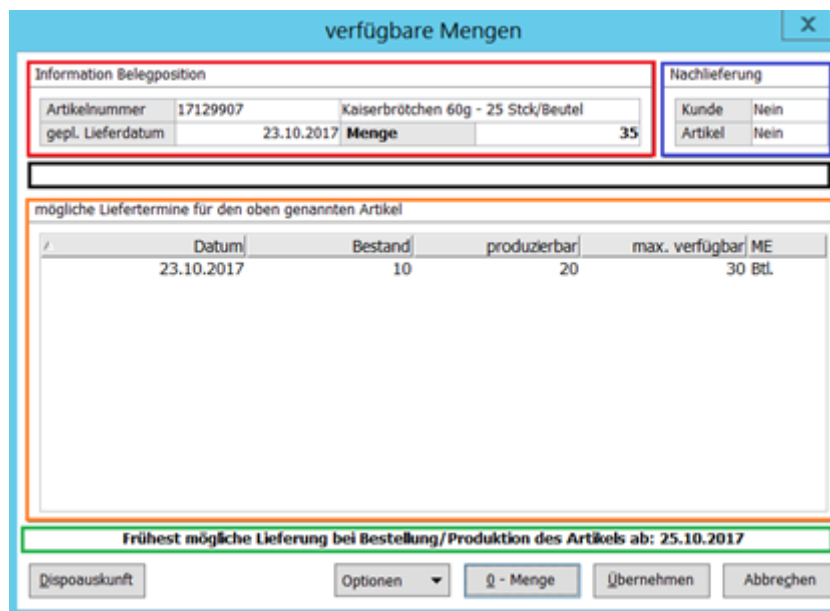 verfügbare Mengen
X
Information Belegposition
Nachlieferung
Artikelnummer 17129907 Kaiserbrötchen 60g - 25 Stck/Beutel
Kunde Nein
gepl. Lieferdatum 23.10.2017 Menge 35
Artikel Nein
mögliche Liefertermine für den oben genannten Artikel
Datum Bestand produzierbar max. verfügbar ME
23.10.2017 10 20 30 Btl.
Frühest mögliche Lieferung bei Bestellung/Produktion des Artikels ab: 25.10.2017
Dispoauskunft Optionen 0 - Menge Übernehmen Abbrechen